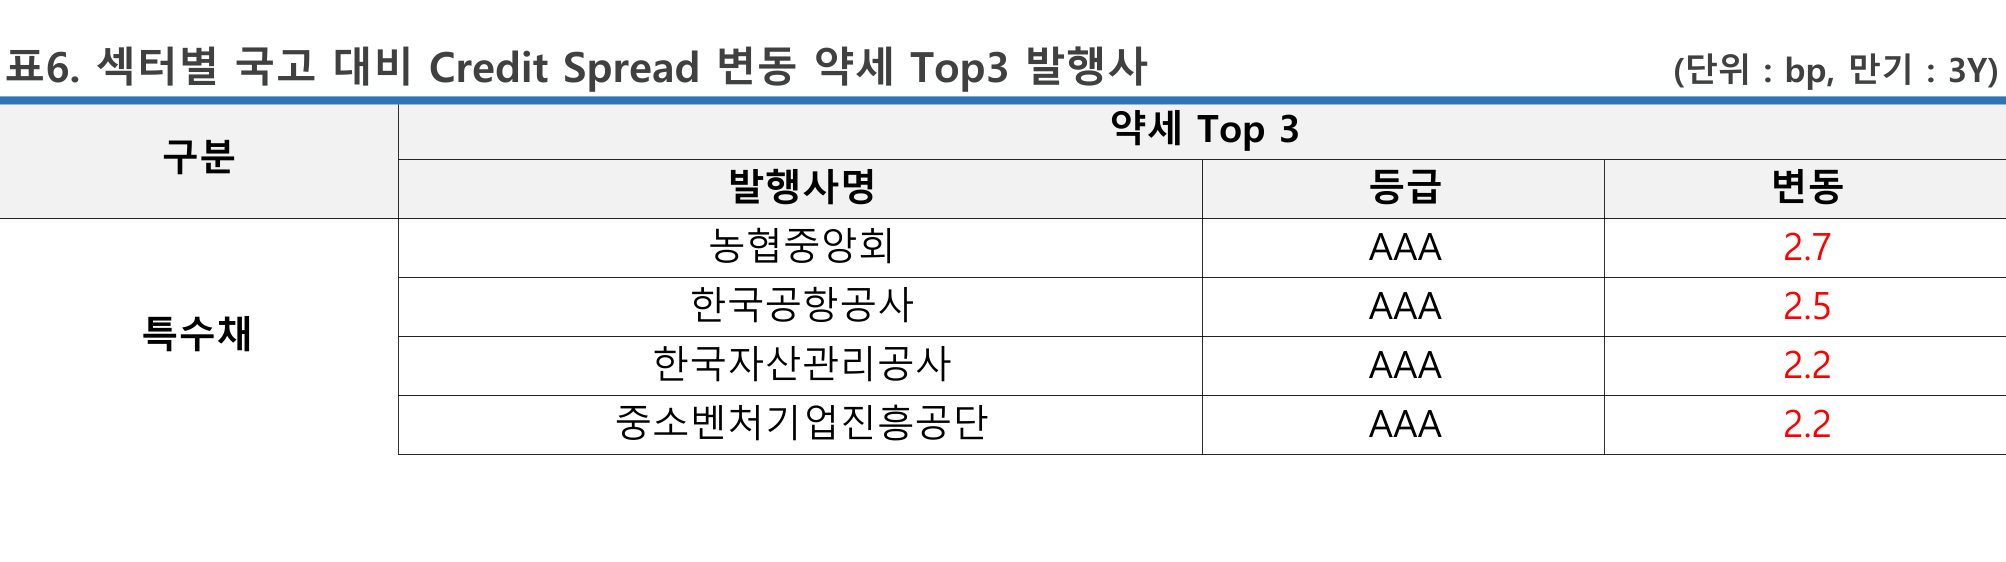 표6. 섹터별 국고 대비 Credit Spread 변동 약세 Top3 발행사 (단위 : bp, 만기 : 3Y)
구분 약세 Top 3
발행사명 등급 변동
특수채 농협중앙회 AAA 2.7
한국공항공사 AAA 2.5
한국자산관리공사 AAA 2.2
중소벤처기업진흥공단 AAA 2.2